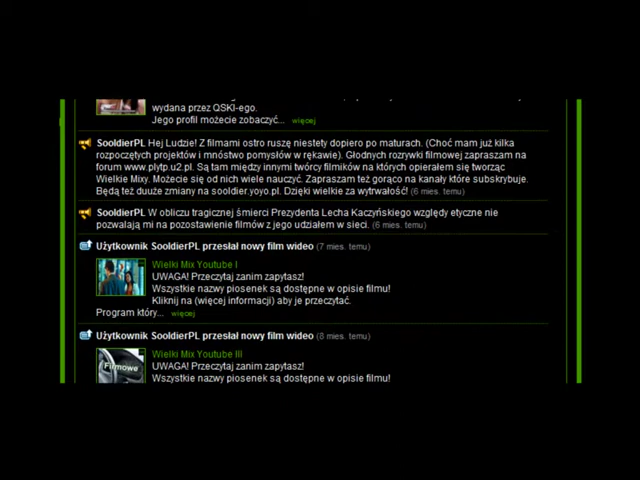 wydana przez QSKI-ego.
Jego profil możecie zobaczyć... więcej
SooldierPL Hej Ludzie! Z filmami ostro ruszę niestety dopiero po maturach. (Choć mam już kilka
rozpoczętych projektów i mnóstwo pomysłów w rękawie). Głodnych rozrywki filmowej zapraszam na
forum www.plytp.u2.pl. Są tam między innymi twórcy filmików na których opierałem się tworząc
Wielkie Mixy. Możecie się od nich wiele nauczyć. Zapraszam też gorąco na kanały które subskrybuje.
Będą też duuże zmiany na sooldier.yoyo.pl. Dzięki wielkie za wytrwałość! (6 mies. temu)
SooldierPL W obliczu tragicznej śmierci Prezydenta Lecha Kaczyńskiego względy etyczne nie
pozwalają mi na pozostawienie filmów z jego udziałem w sieci. (6 mies. temu)
Użytkownik SooldierPL przesłał nowy film wideo (7 mies. temu)
Wielki Mix Youtube I
UWAGA! Przeczytaj zanim zapytasz!
Wszystkie nazwy piosenek są dostępne w opisie filmu!
Kliknij na (więcej informacji) aby je przeczytać.
Program który... więcej
Użytkownik SooldierPL przesłał nowy film wideo (8 mies. temu)
Wielki Mix Youtube III
UWAGA! Przeczytaj zanim zapytasz!
Filmowe
Wszystkie nazwy piosenek są dostępne w opisie filmu!